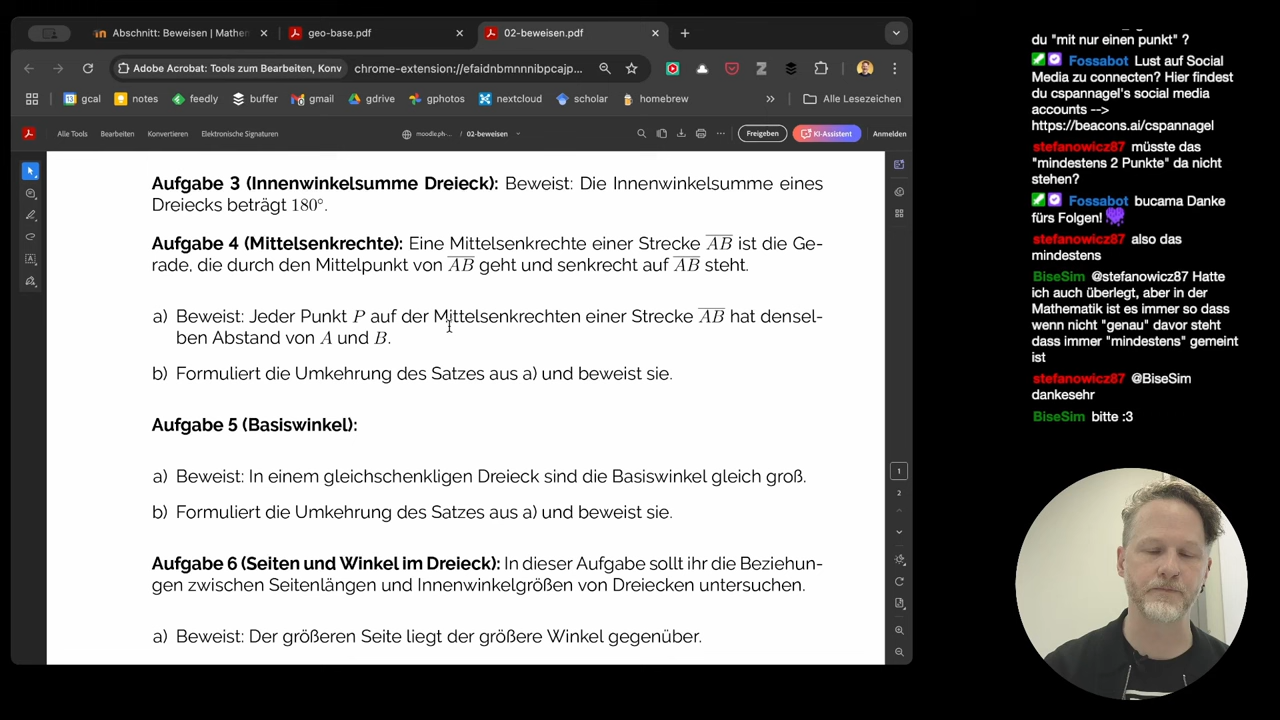 Abschnitt: Beweisen | Mathen
geo-base.pdf
02-beweisen.pdf
Adobe Acrobat: Tools zum Bearbeiten, Konv
chrome-extension://efaidnbmnnnibpcajp...
gcal
notes
feedly
buffer
gmail
gdrive
gphotos
nextcloud
scholar
homebrew
Alle Lesezeichen
Alle Tools
Bearbeiten
Konvertieren
Elektronische Signaturen
moodle.ph-...
/
02-beweisen
Freigeben
KI-Assistent
Anmelden
Aufgabe 3 (Innenwinkelsumme Dreieck): Beweist: Die Innenwinkelsumme eines
Dreiecks beträgt 180°.
Aufgabe 4 (Mittelsenkrechte): Eine Mittelsenkrechte einer Strecke AB ist die Ge-
rade, die durch den Mittelpunkt von AB geht und senkrecht auf AB steht.
a) Beweist: Jeder Punkt P auf der Mittelsenkrechten einer Strecke AB hat densel-
ben Abstand von A und B.
b) Formuliert die Umkehrung des Satzes aus a) und beweist sie.
Aufgabe 5 (Basiswinkel):
a) Beweist: In einem gleichschenkligen Dreieck sind die Basiswinkel gleich groß.
b) Formuliert die Umkehrung des Satzes aus a) und beweist sie.
Aufgabe 6 (Seiten und Winkel im Dreieck): In dieser Aufgabe sollt ihr die Beziehun-
gen zwischen Seitenlängen und Innenwinkelgrößen von Dreiecken untersuchen.
a) Beweist: Der größeren Seite liegt der größere Winkel gegenüber.
1
2
du "mit nur einen punkt" ?
Fossabot Lust auf Social
Media zu connecten? Hier findest
du cspannagel's social media
accounts -->
https://beacons.ai/cspannagel
stefanowicz87 müsste das
"mindestens 2 Punkte" da nicht
stehen?
Fossabot bucama Danke
fürs Folgen!
stefanowicz87 also das
mindestens
BiseSim @stefanowicz87 Hatte
ich auch überlegt, aber in der
Mathematik ist es immer so dass
wenn nicht "genau" davor steht
dass immer "mindestens" gemeint
ist
stefanowicz87 @BiseSim
dankesehr
BiseSim bitte :3